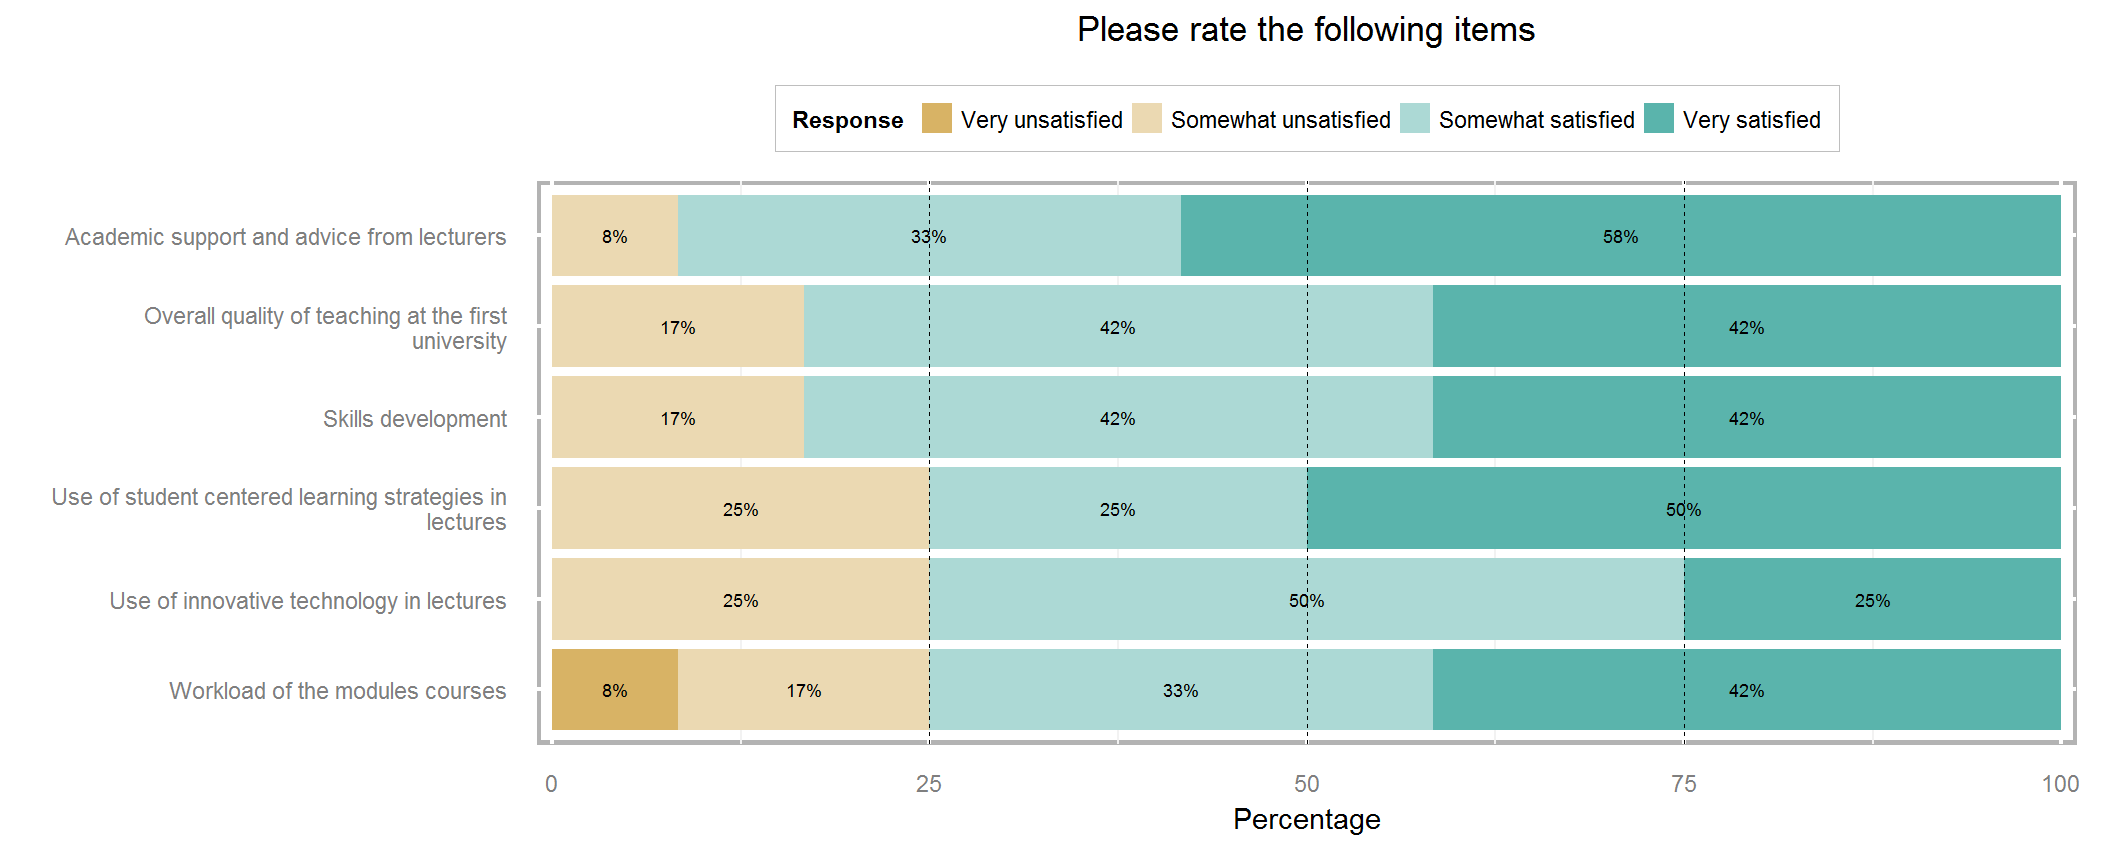 Please rate the following items
Response Very unsatisfied Somewhat unsatisfied Somewhat satisfied Very satisfied
Academic support and advice from lecturers 8% 33% 58%
Overall quality of teaching at the first
university
17% 42% 42%
Skills development 17% 42% 42%
Use of student centered learning strategies in
lectures
25% 25% 50%
Use of innovative technology in lectures 25% 50% 25%
Workload of the modules courses 8% 17% 33% 42%
0 25 50 75 100
Percentage